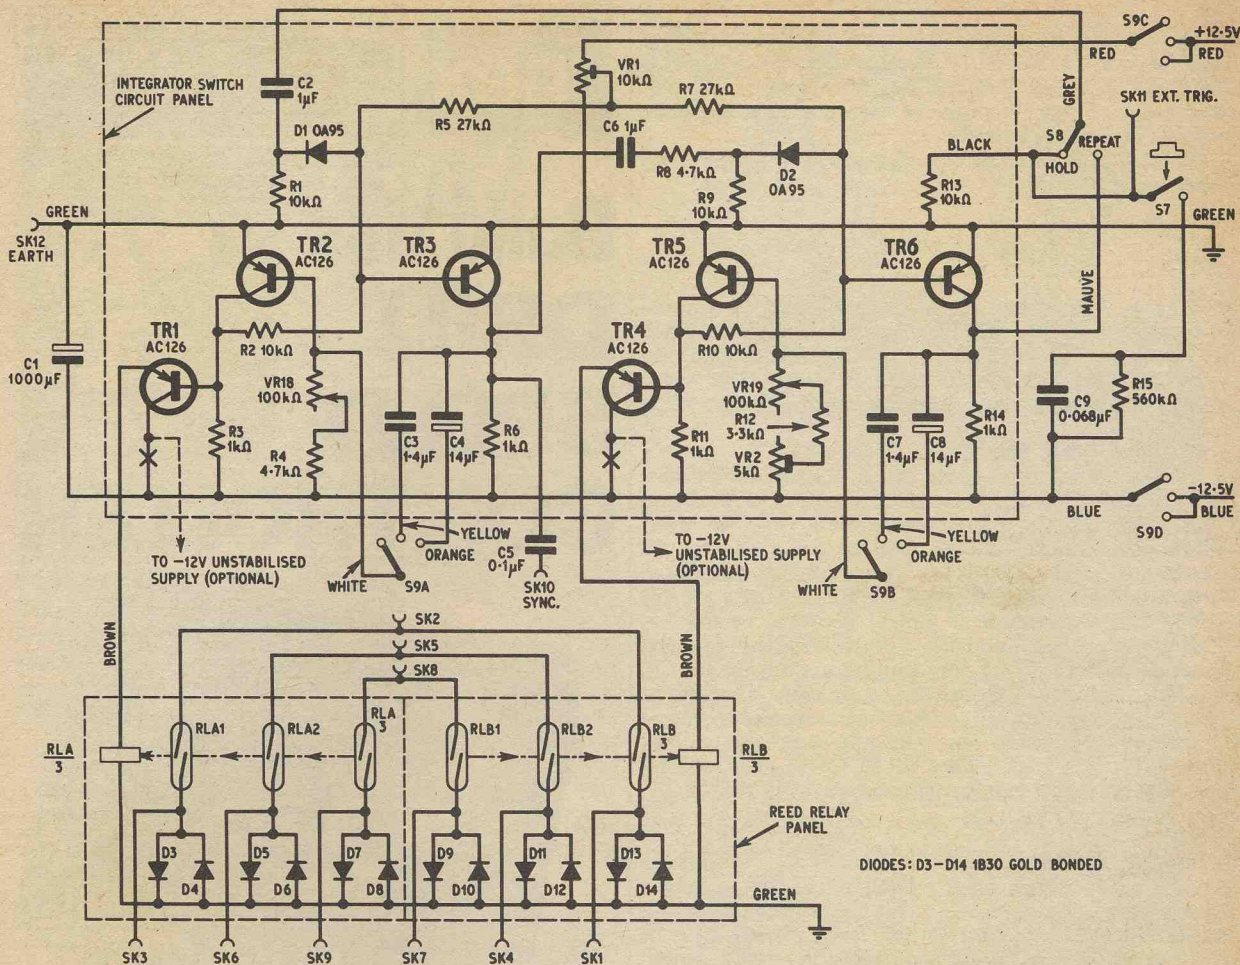 S9C
+12·5V
RED
RED
VR1
10kΩ
INTEGRATOR SWITCH
CIRCUIT PANEL
C2
1µF
R7 27kΩ
GREY
SK11 EXT. TRIG.
D1 OA95
R5 27kΩ
C6 1µF
S8
REPEAT
HOLD
BLACK
R8 4·7kΩ
D2
OA95
R1
10kΩ
R9
10kΩ
R13
10kΩ
S7
GREEN
GREEN
SK12
EARTH
TR2
AC126
TR3
AC126
TR5
AC126
TR6
AC126
MAUVE
TR1
AC126
R2 10kΩ
TR4
AC126
R10 10kΩ
C1
1000µF
VR18
100kΩ
VR19
100kΩ
R12
3·3kΩ
VR2
5kΩ
C9
0·068µF
R15
560kΩ
R3
1kΩ
R4
4·7kΩ
C3
1·4µF
C4
14µF
R6
1kΩ
R11
1kΩ
C7
1·4µF
C8
14µF
R14
1kΩ
-12·5V
BLUE
BLUE
S9D
TO -12V UNSTABILISED
SUPPLY (OPTIONAL)
WHITE
YELLOW
ORANGE
S9A
C5
0·1µF
SK10
SYNC.
TO -12V
UNSTABILISED
SUPPLY (OPTIONAL)
WHITE
YELLOW
ORANGE
S9B
BROWN
SK2
SK5
SK8
BROWN
RLA
3
RLA1
RLA2
RLA
3
RLB1
RLB2
RLB
3
RLB
3
REED RELAY
PANEL
D3
D4
D5
D6
D7
D8
D9
D10
D11
D12
D13
D14
DIODES: D3-D14 1B30 GOLD BONDED
GREEN
SK3
SK6
SK9
SK7
SK4
SK1